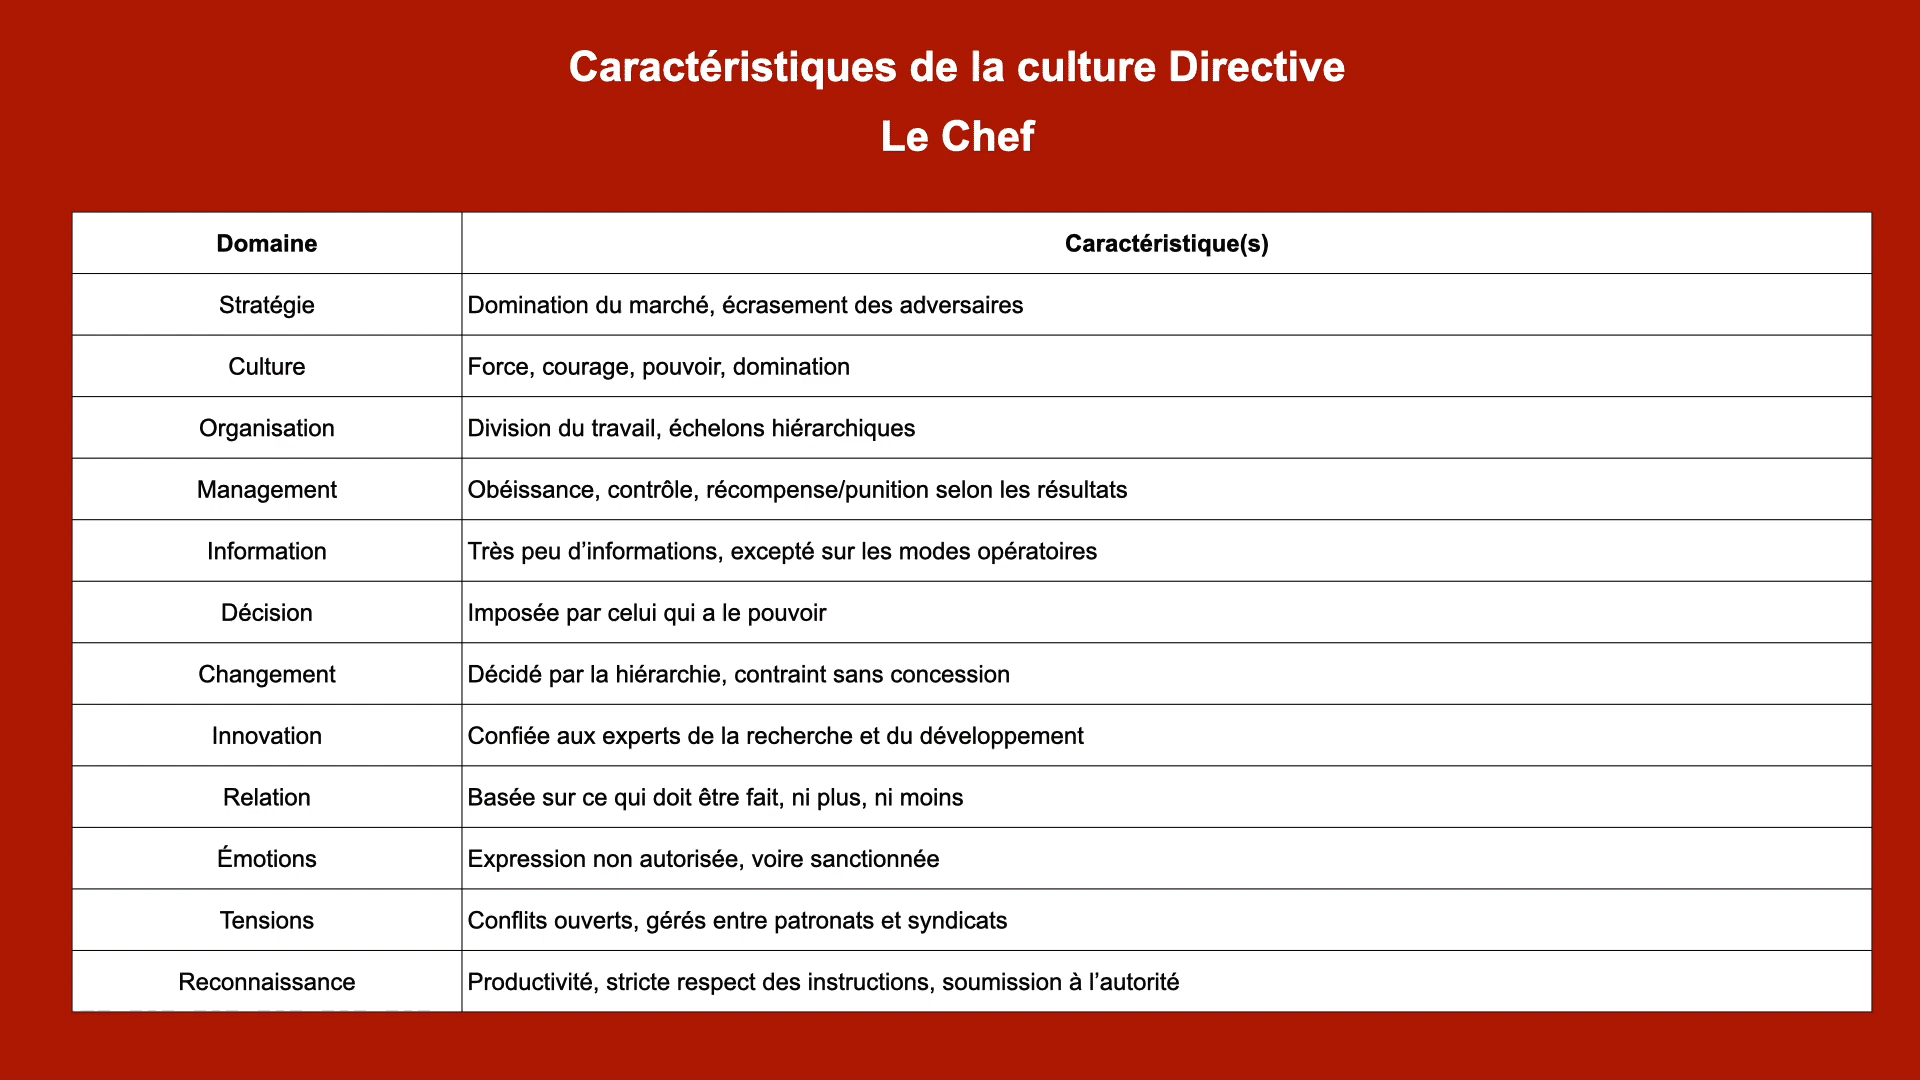 Caractéristiques de la culture Directive
Le Chef
Domaine Caractéristique(s)
Stratégie Domination du marché, écrasement des adversaires
Culture Force, courage, pouvoir, domination
Organisation Division du travail, échelons hiérarchiques
Management Obéissance, contrôle, récompense/punition selon les résultats
Information Très peu d’informations, excepté sur les modes opératoires
Décision Imposée par celui qui a le pouvoir
Changement Décidé par la hiérarchie, contraint sans concession
Innovation Confiée aux experts de la recherche et du développement
Relation Basée sur ce qui doit être fait, ni plus, ni moins
Émotions Expression non autorisée, voire sanctionnée
Tensions Conflits ouverts, gérés entre patronats et syndicats
Reconnaissance Productivité, stricte respect des instructions, soumission à l’autorité